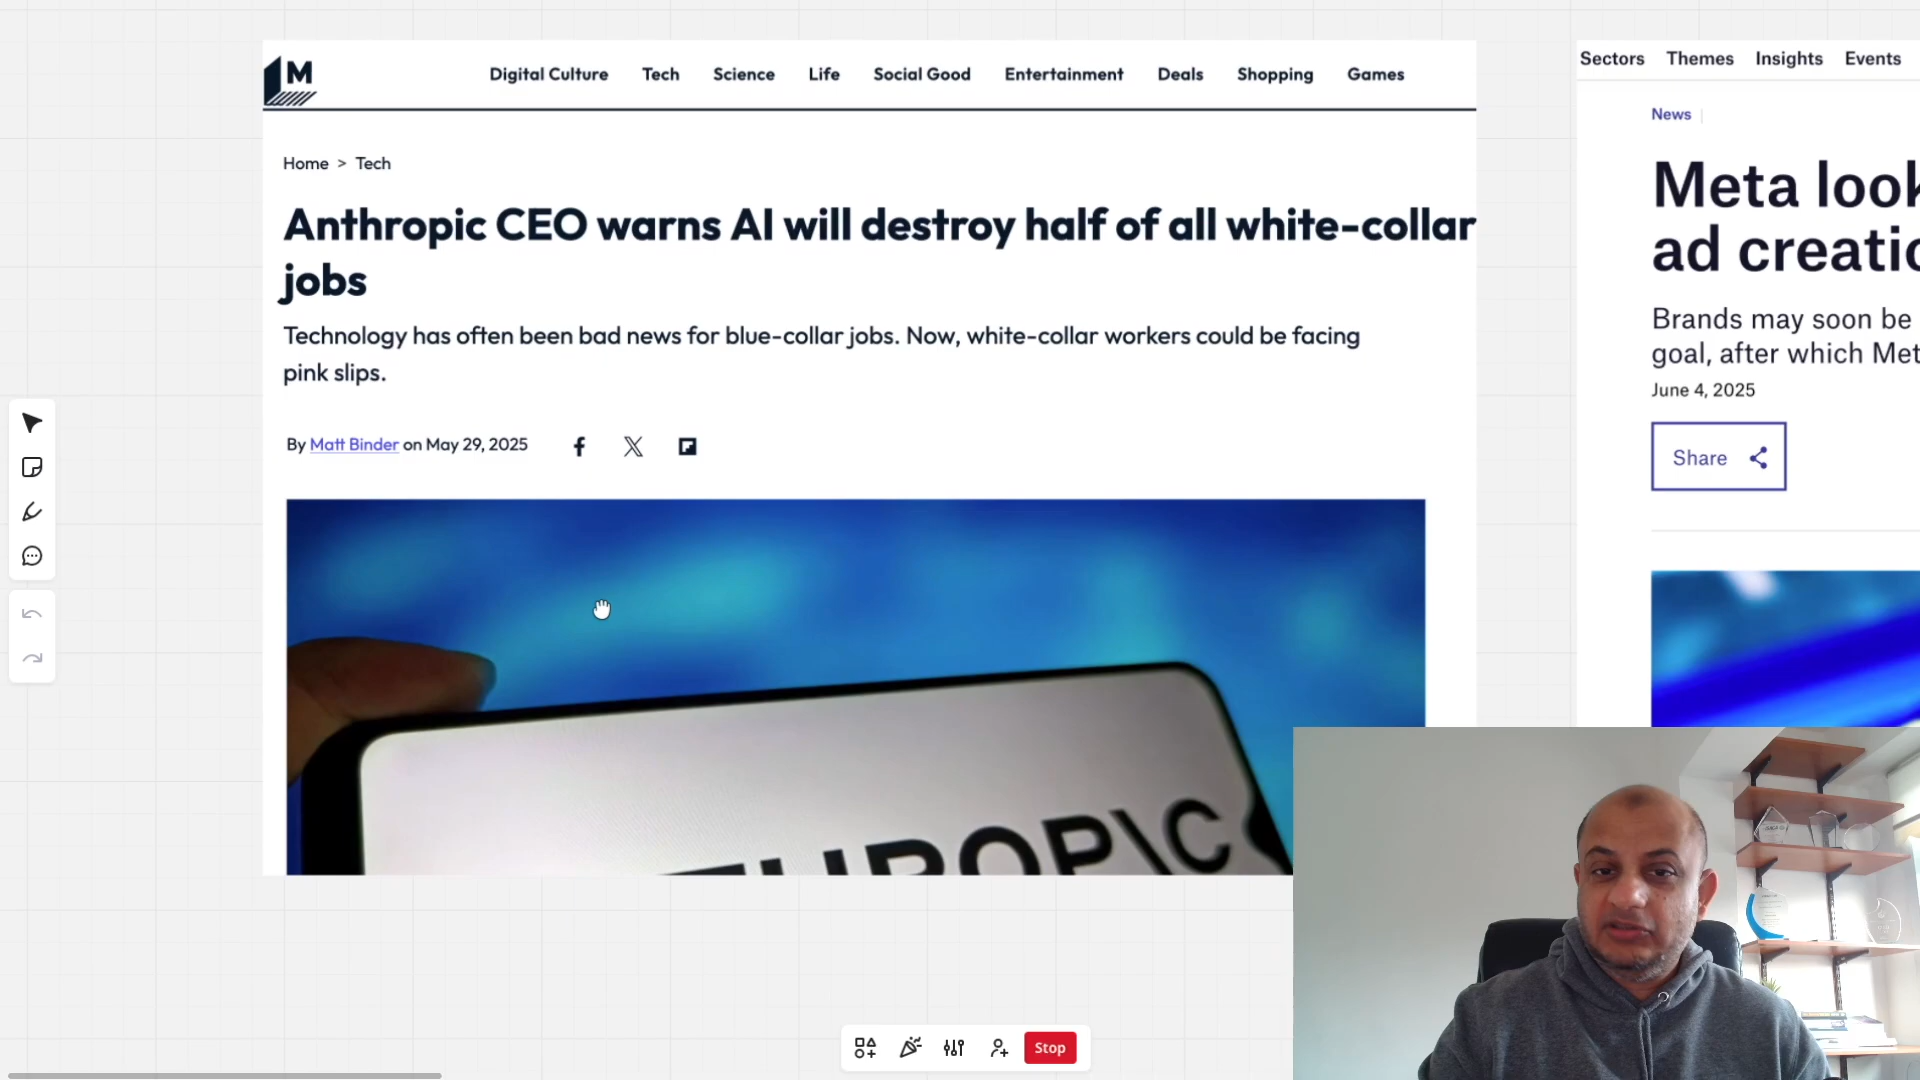 M
Digital Culture Tech Science Life Social Good Entertainment Deals Shopping Games
Home > Tech
Anthropic CEO warns AI will destroy half of all white-collar
jobs
Technology has often been bad news for blue-collar jobs. Now, white-collar workers could be facing
pink slips.
By Matt Binder on May 29, 2025
Sectors Themes Insights Events
News
Meta look
ad creatio
Brands may soon be
goal, after which Met
June 4, 2025
Share
Stop